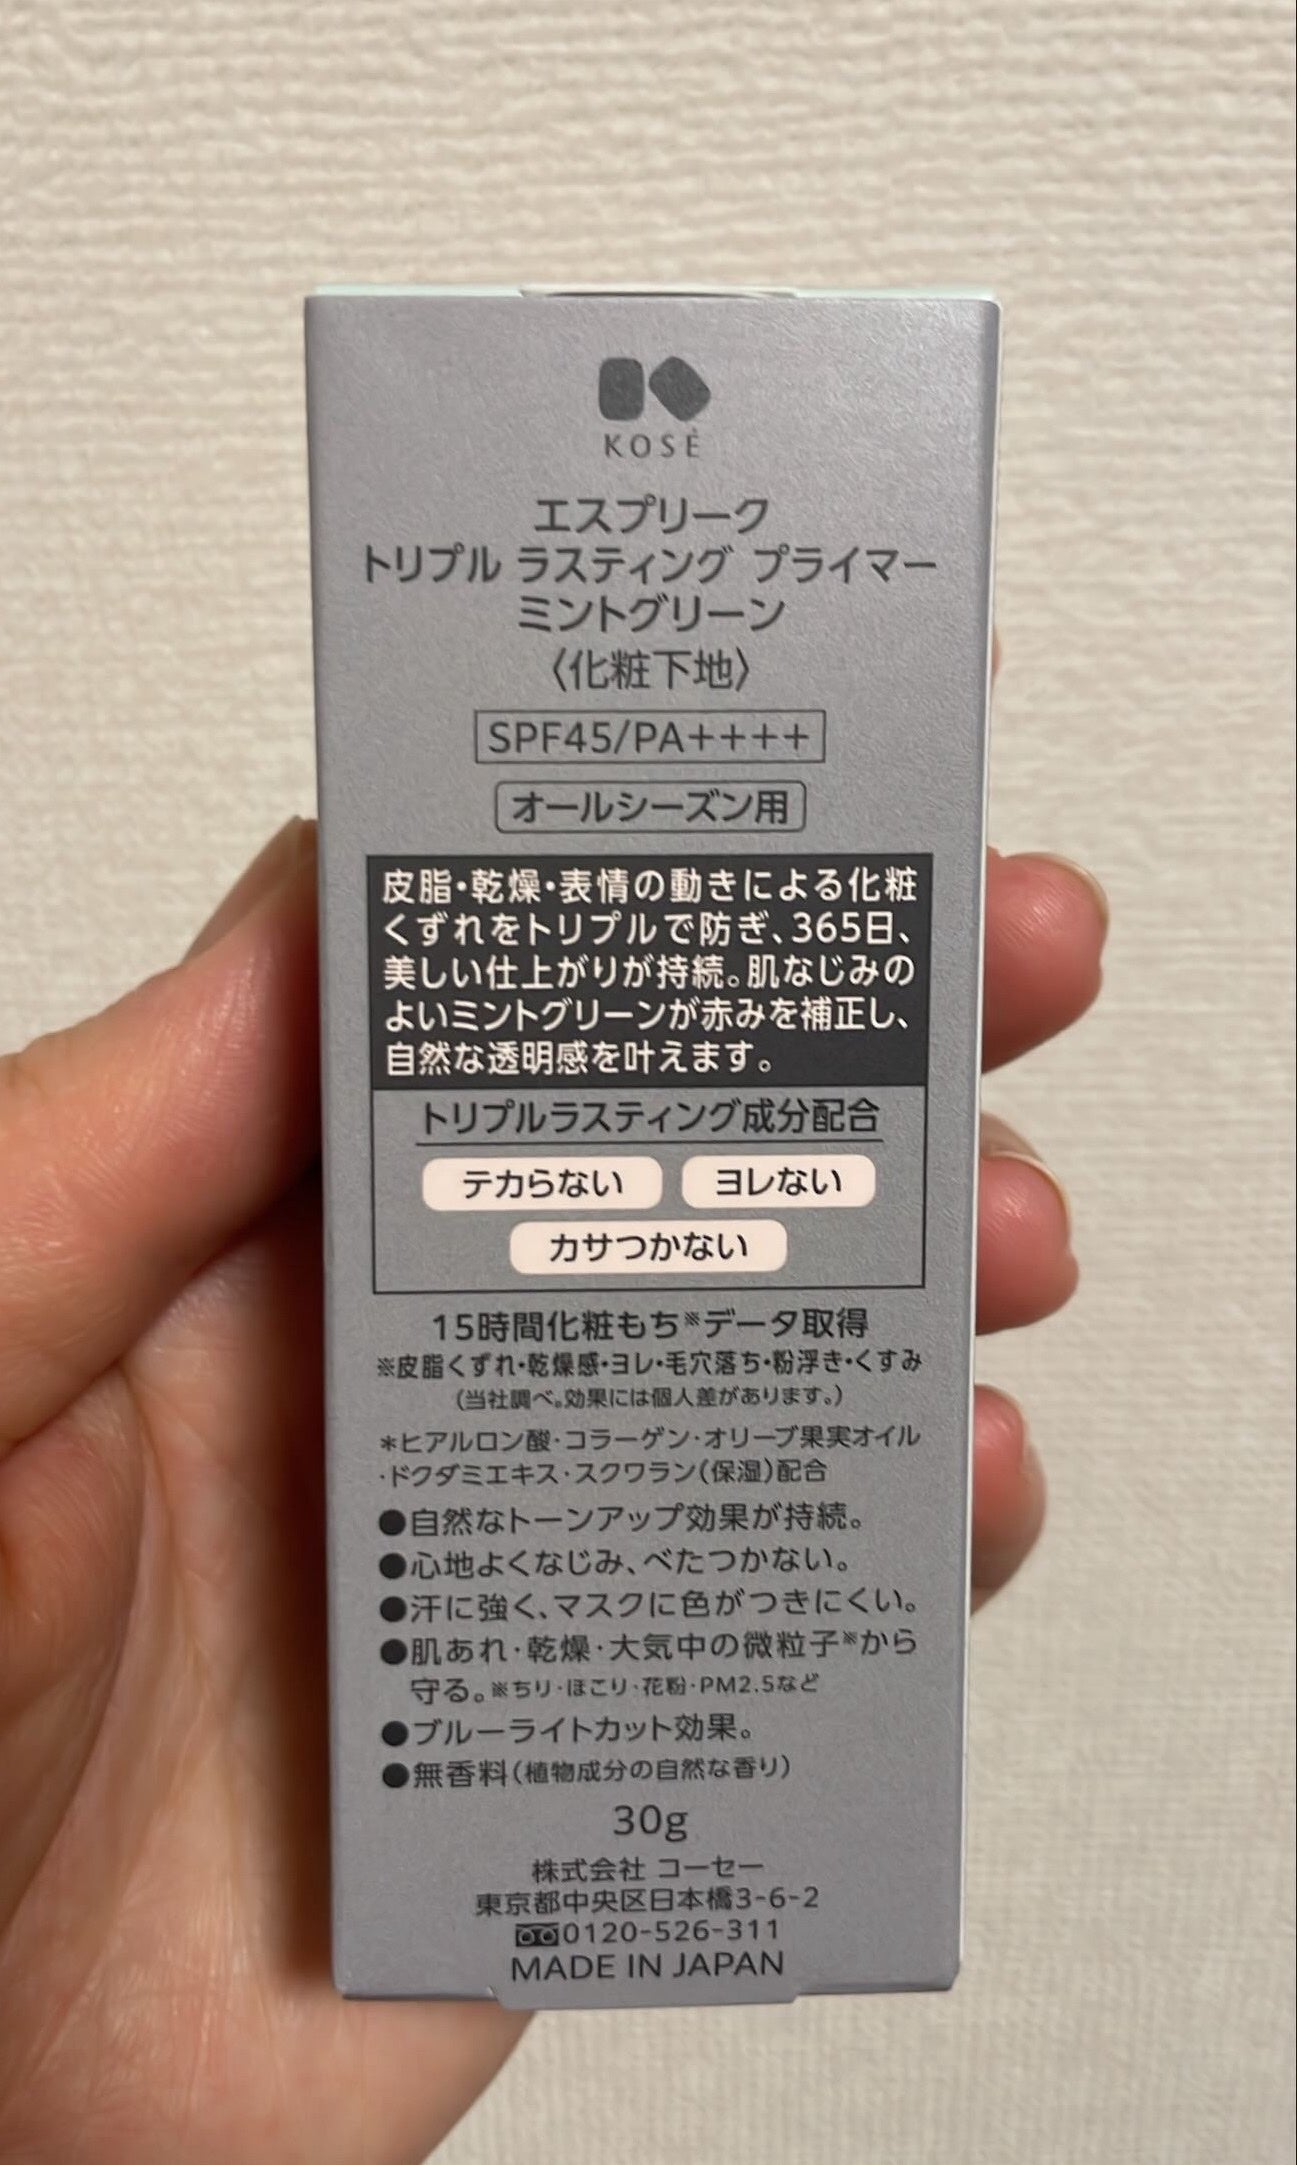 KOSÉ
エスプリーク
トリプル ラスティング プライマー
ミントグリーン
〈化粧下地〉
SPF45/PA++++
オールシーズン用
皮脂・乾燥・表情の動きによる化粧
くずれをトリプルで防ぎ、365日、
美しい仕上がりが持続。肌なじみの
よいミントグリーンが赤みを補正し、
自然な透明感を叶えます。
トリプルラスティング成分配合
テカらない ヨレない
カサつかない
15時間化粧もち※データ取得
※皮脂くずれ・乾燥感・ヨレ・毛穴落ち・粉浮き・くすみ
(当社調べ。効果には個人差があります。)
＊ヒアルロン酸・コラーゲン・オリーブ果実オイル
・ドクダミエキス・スクワラン(保湿)配合
●自然なトーンアップ効果が持続。
●心地よくなじみ、べたつかない。
●汗に強く、マスクに色がつきにくい。
●肌あれ・乾燥・大気中の微粒子※から
守る。※ちり・ほこり・花粉・PM2.5など
●ブルーライトカット効果。
●無香料(植物成分の自然な香り)
30g
株式会社 コーセー
東京都中央区日本橋3-6-2
0120-526-311
MADE IN JAPAN